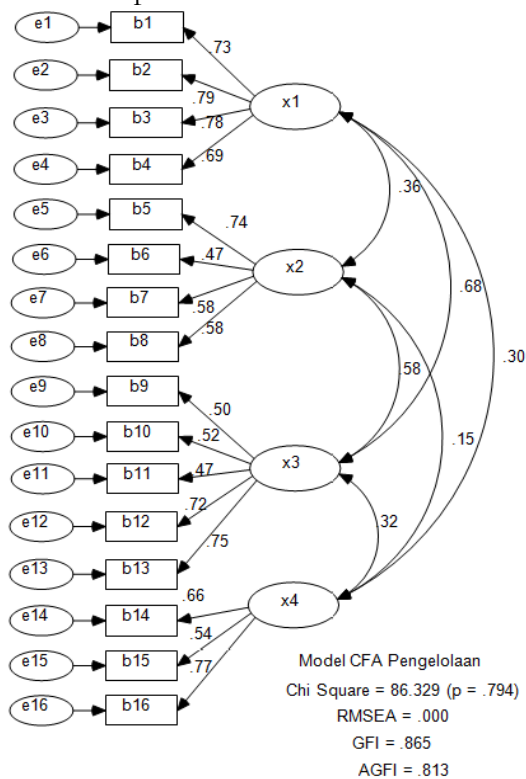 e1 b1
.73
e2 b2
.79
x1
e3 b3
.78
e4 b4
.69
.36
e5 b5
.74
e6 b6
.47
x2
.68
e7 b7
.58
e8 b8
.58
.30
.58
e9 b9
.50
.15
e10 b10
.52
e11 b11
.47
x3
e12 b12
.72
.32
e13 b13
.75
.66
x4
e14 b14
.54
e15 b15
.77
e16 b16
Model CFA Pengelolaan
Chi Square = 86.329 (p = .794)
RMSEA = .000
GFI = .865
AGFI = .813